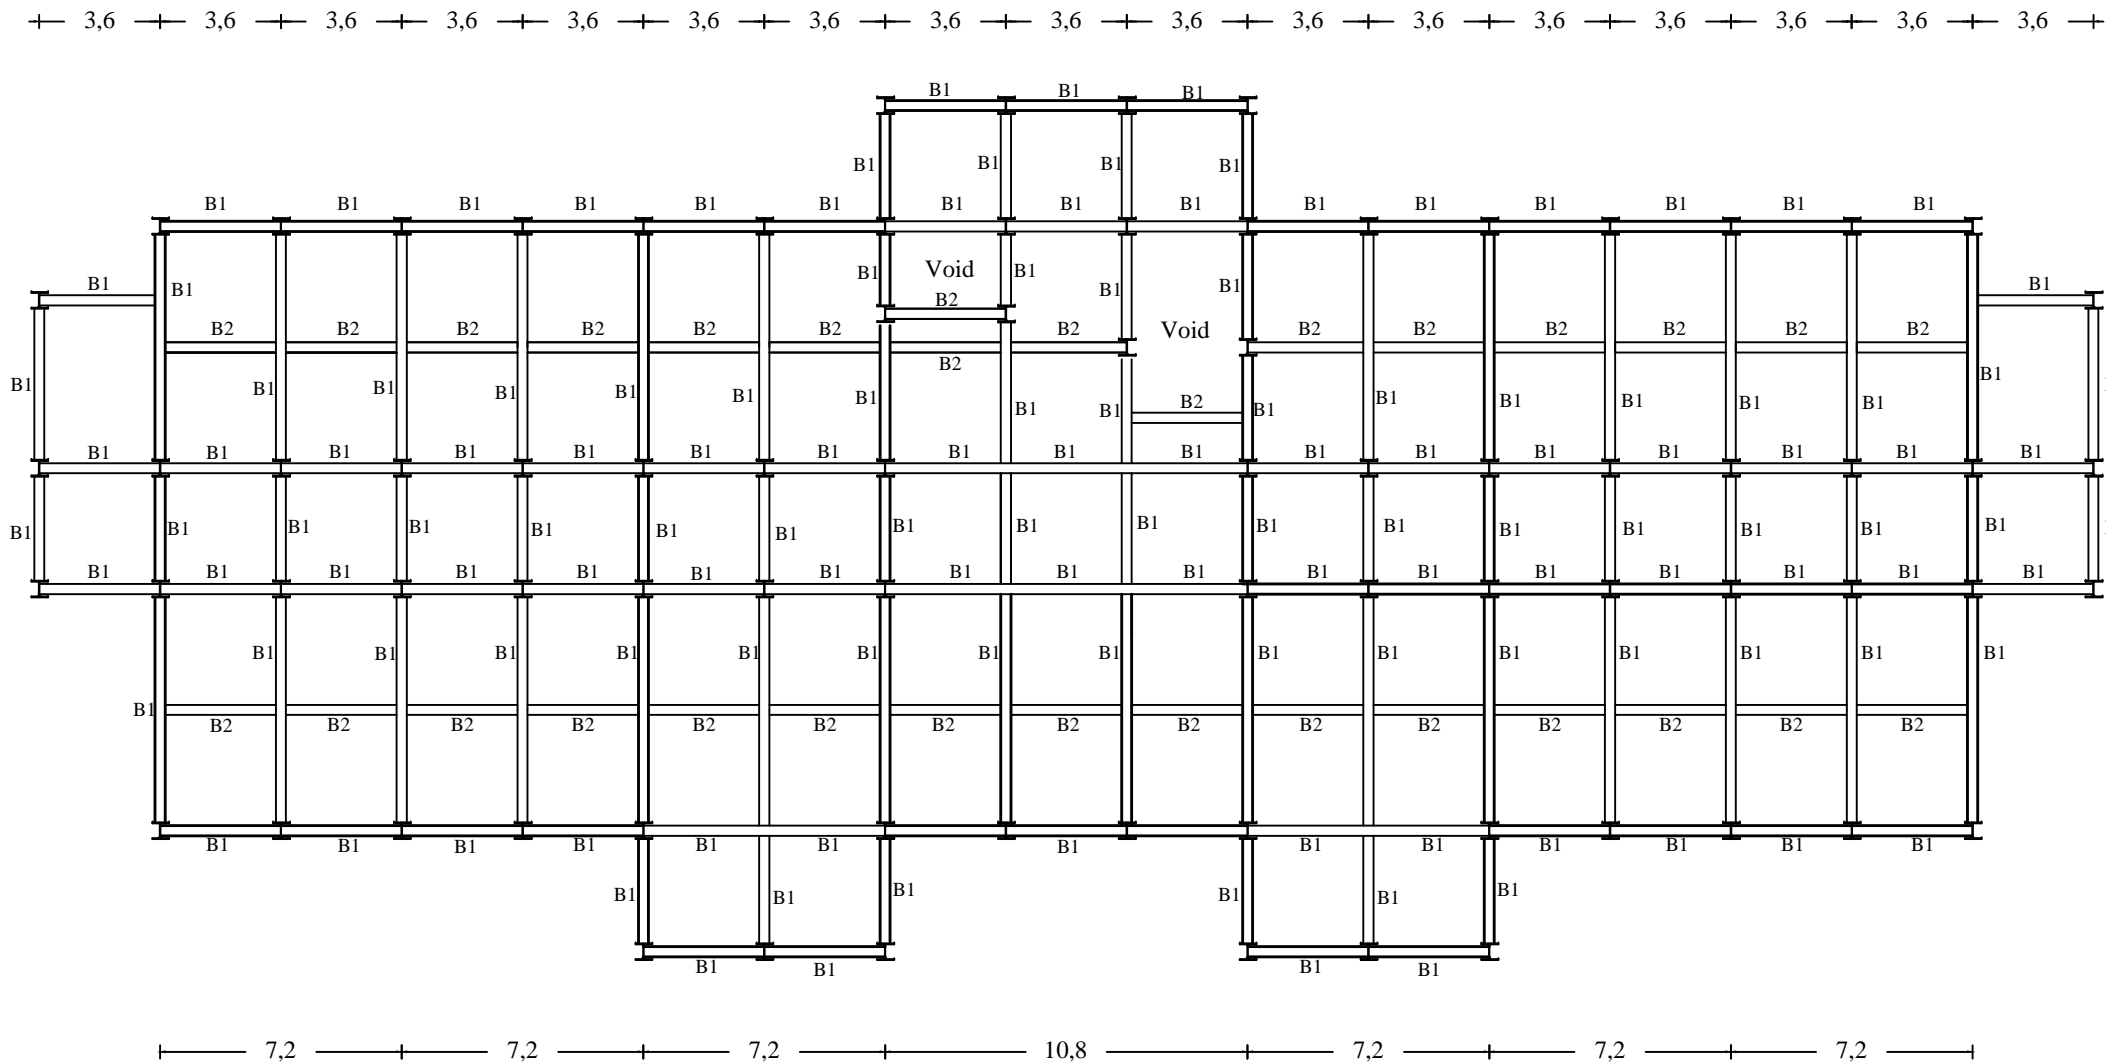 3,6 3,6 3,6 3,6 3,6 3,6 3,6 3,6 3,6 3,6 3,6 3,6 3,6 3,6 3,6 3,6 3,6
B1 B1 B1
B1 B1 B1 B1
B1 B1 B1 B1 B1 B1 B1 B1 B1 B1 B1 B1 B1 B1 B1
B1 Void B1
B1 B1 B1 B1 B1 B1
B2
B2 B2 B2 B2 B2 B2 B2 Void B2 B2 B2 B2 B2 B2
B2
B1 B1 B1 B1 B1 B1 B1 B1 B1 B1 B1 B1 B1 B1 B1 B1
B2
B1 B1 B1 B1 B1 B1 B1 B1 B1 B1 B1 B1 B1 B1 B1 B1 B1
B1 B1 B1 B1 B1 B1 B1 B1 B1 B1 B1 B1 B1 B1 B1 B1 B1
B1 B1 B1 B1 B1 B1 B1 B1 B1 B1 B1 B1 B1 B1 B1 B1 B1
B1 B1 B1 B1 B1 B1 B1 B1 B1 B1 B1 B1 B1 B1 B1
B1
B2 B2 B2 B2 B2 B2 B2 B2 B2 B2 B2 B2 B2 B2 B2
B1 B1 B1 B1 B1 B1 B1 B1 B1 B1 B1 B1 B1
B1 B1 B1 B1 B1 B1
B1 B1 B1 B1
7,2 7,2 7,2 10,8 7,2 7,2 7,2